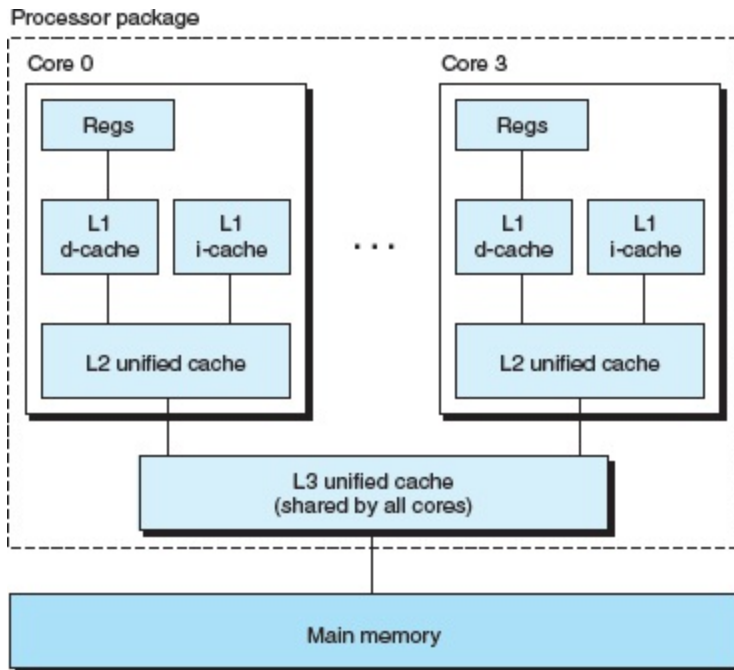 Processor package
Core 0
Regs
L1
d-cache
L1
i-cache
L2 unified cache
...
Core 3
Regs
L1
d-cache
L1
i-cache
L2 unified cache
L3 unified cache
(shared by all cores)
Main memory